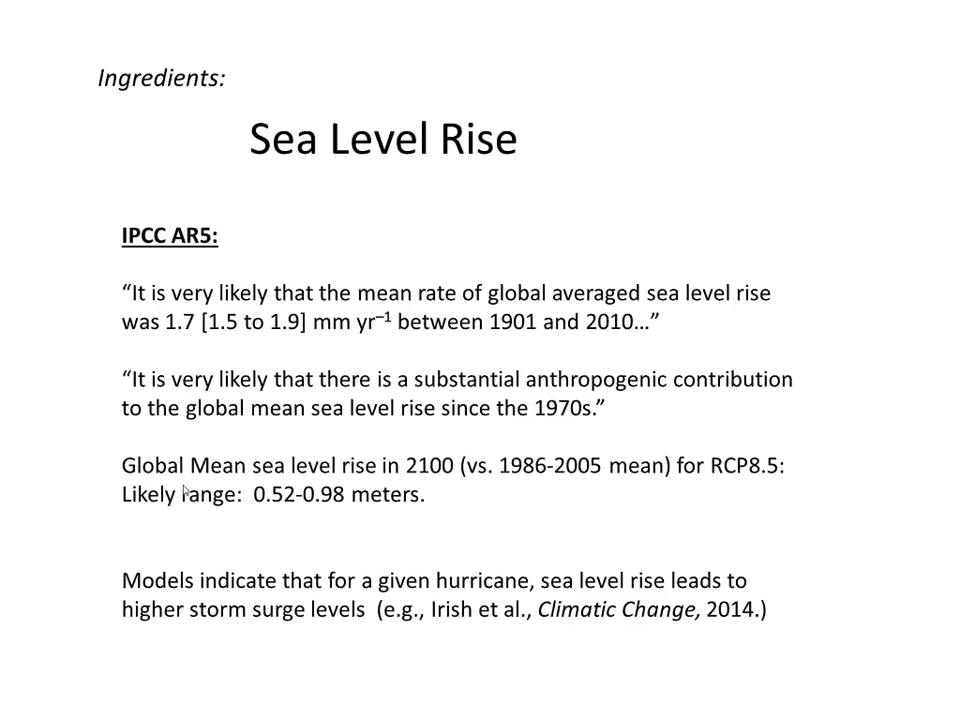 Ingredients:
Sea Level Rise
IPCC AR5:
“It is very likely that the mean rate of global averaged sea level rise
was 1.7 [1.5 to 1.9] mm yr⁻¹ between 1901 and 2010…”
“It is very likely that there is a substantial anthropogenic contribution
to the global mean sea level rise since the 1970s.”
Global Mean sea level rise in 2100 (vs. 1986-2005 mean) for RCP8.5:
Likely range:  0.52-0.98 meters.
Models indicate that for a given hurricane, sea level rise leads to
higher storm surge levels  (e.g., Irish et al., Climatic Change, 2014.)